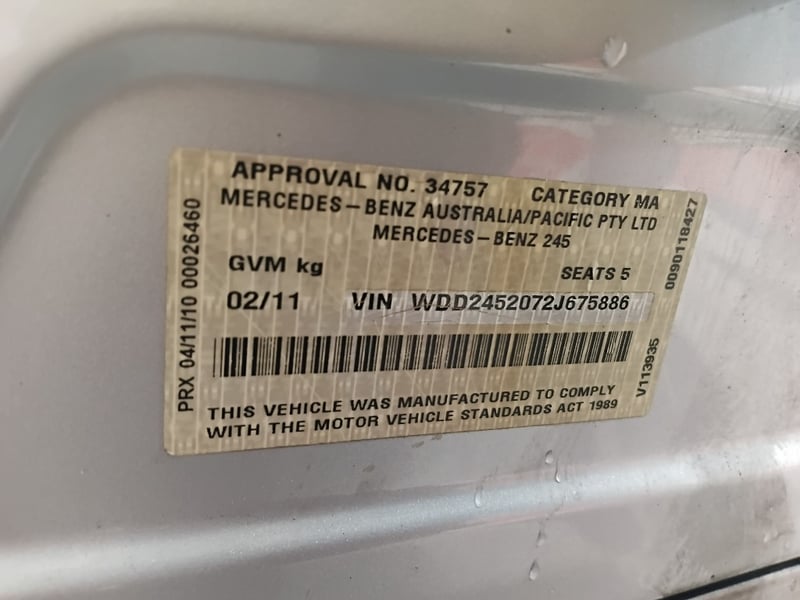 APPROVAL NO. 34757 CATEGORY MA
MERCEDES-BENZ AUSTRALIA/PACIFIC PTY LTD
MERCEDES-BENZ 245
GVM kg SEATS 5
02/11 VIN WDD2452072J675886
THIS VEHICLE WAS MANUFACTURED TO COMPLY
WITH THE MOTOR VEHICLE STANDARDS ACT 1989
PRX 04/11/10 00026460
0090118427
V113935